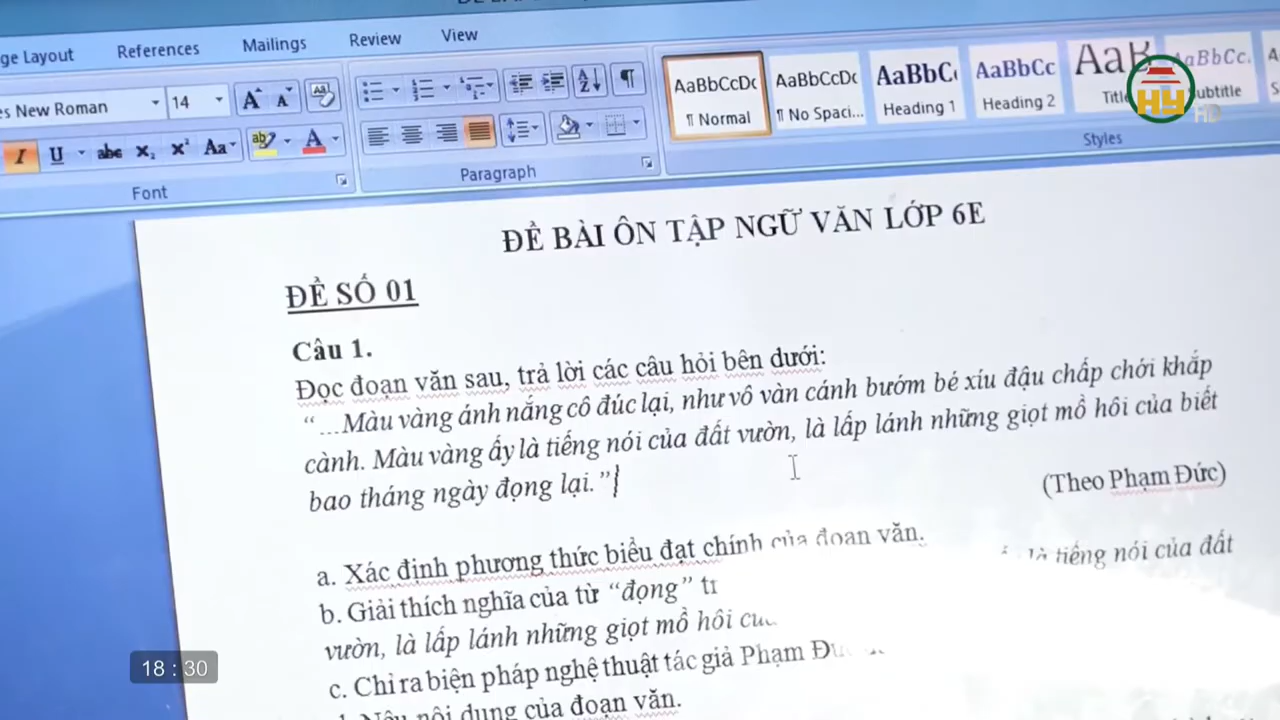 ge Layout References Mailings Review View
es New Roman 14
Font
Paragraph
AaBbCcDc AaBbCcDc AaBbC AaBbCc AaB AaBbCc.
¶ Normal ¶ No Spaci... Heading 1 Heading 2
Styles
HY
HD
ĐỀ BÀI ÔN TẬP NGỮ VĂN LỚP 6E
ĐỀ SỐ 01
Câu 1.
Đọc đoạn văn sau, trả lời các câu hỏi bên dưới:
“ ...Màu vàng ánh nắng cô đúc lại, như vô vàn cánh bướm bé xíu đậu chấp chới khắp
cành. Màu vàng ấy là tiếng nói của đất vườn, là lấp lánh những giọt mồ hôi của biết
bao tháng ngày đọng lại.”
(Theo Phạm Đức)
a. Xác định phương thức biểu đạt chính của đoạn văn.
b. Giải thích nghĩa của từ “đọng” là tiếng nói của đất
vườn, là lấp lánh những giọt mồ hôi
c. Chỉ ra biện pháp nghệ thuật tác giả Phạm
nội dung của đoạn văn.
18 : 30